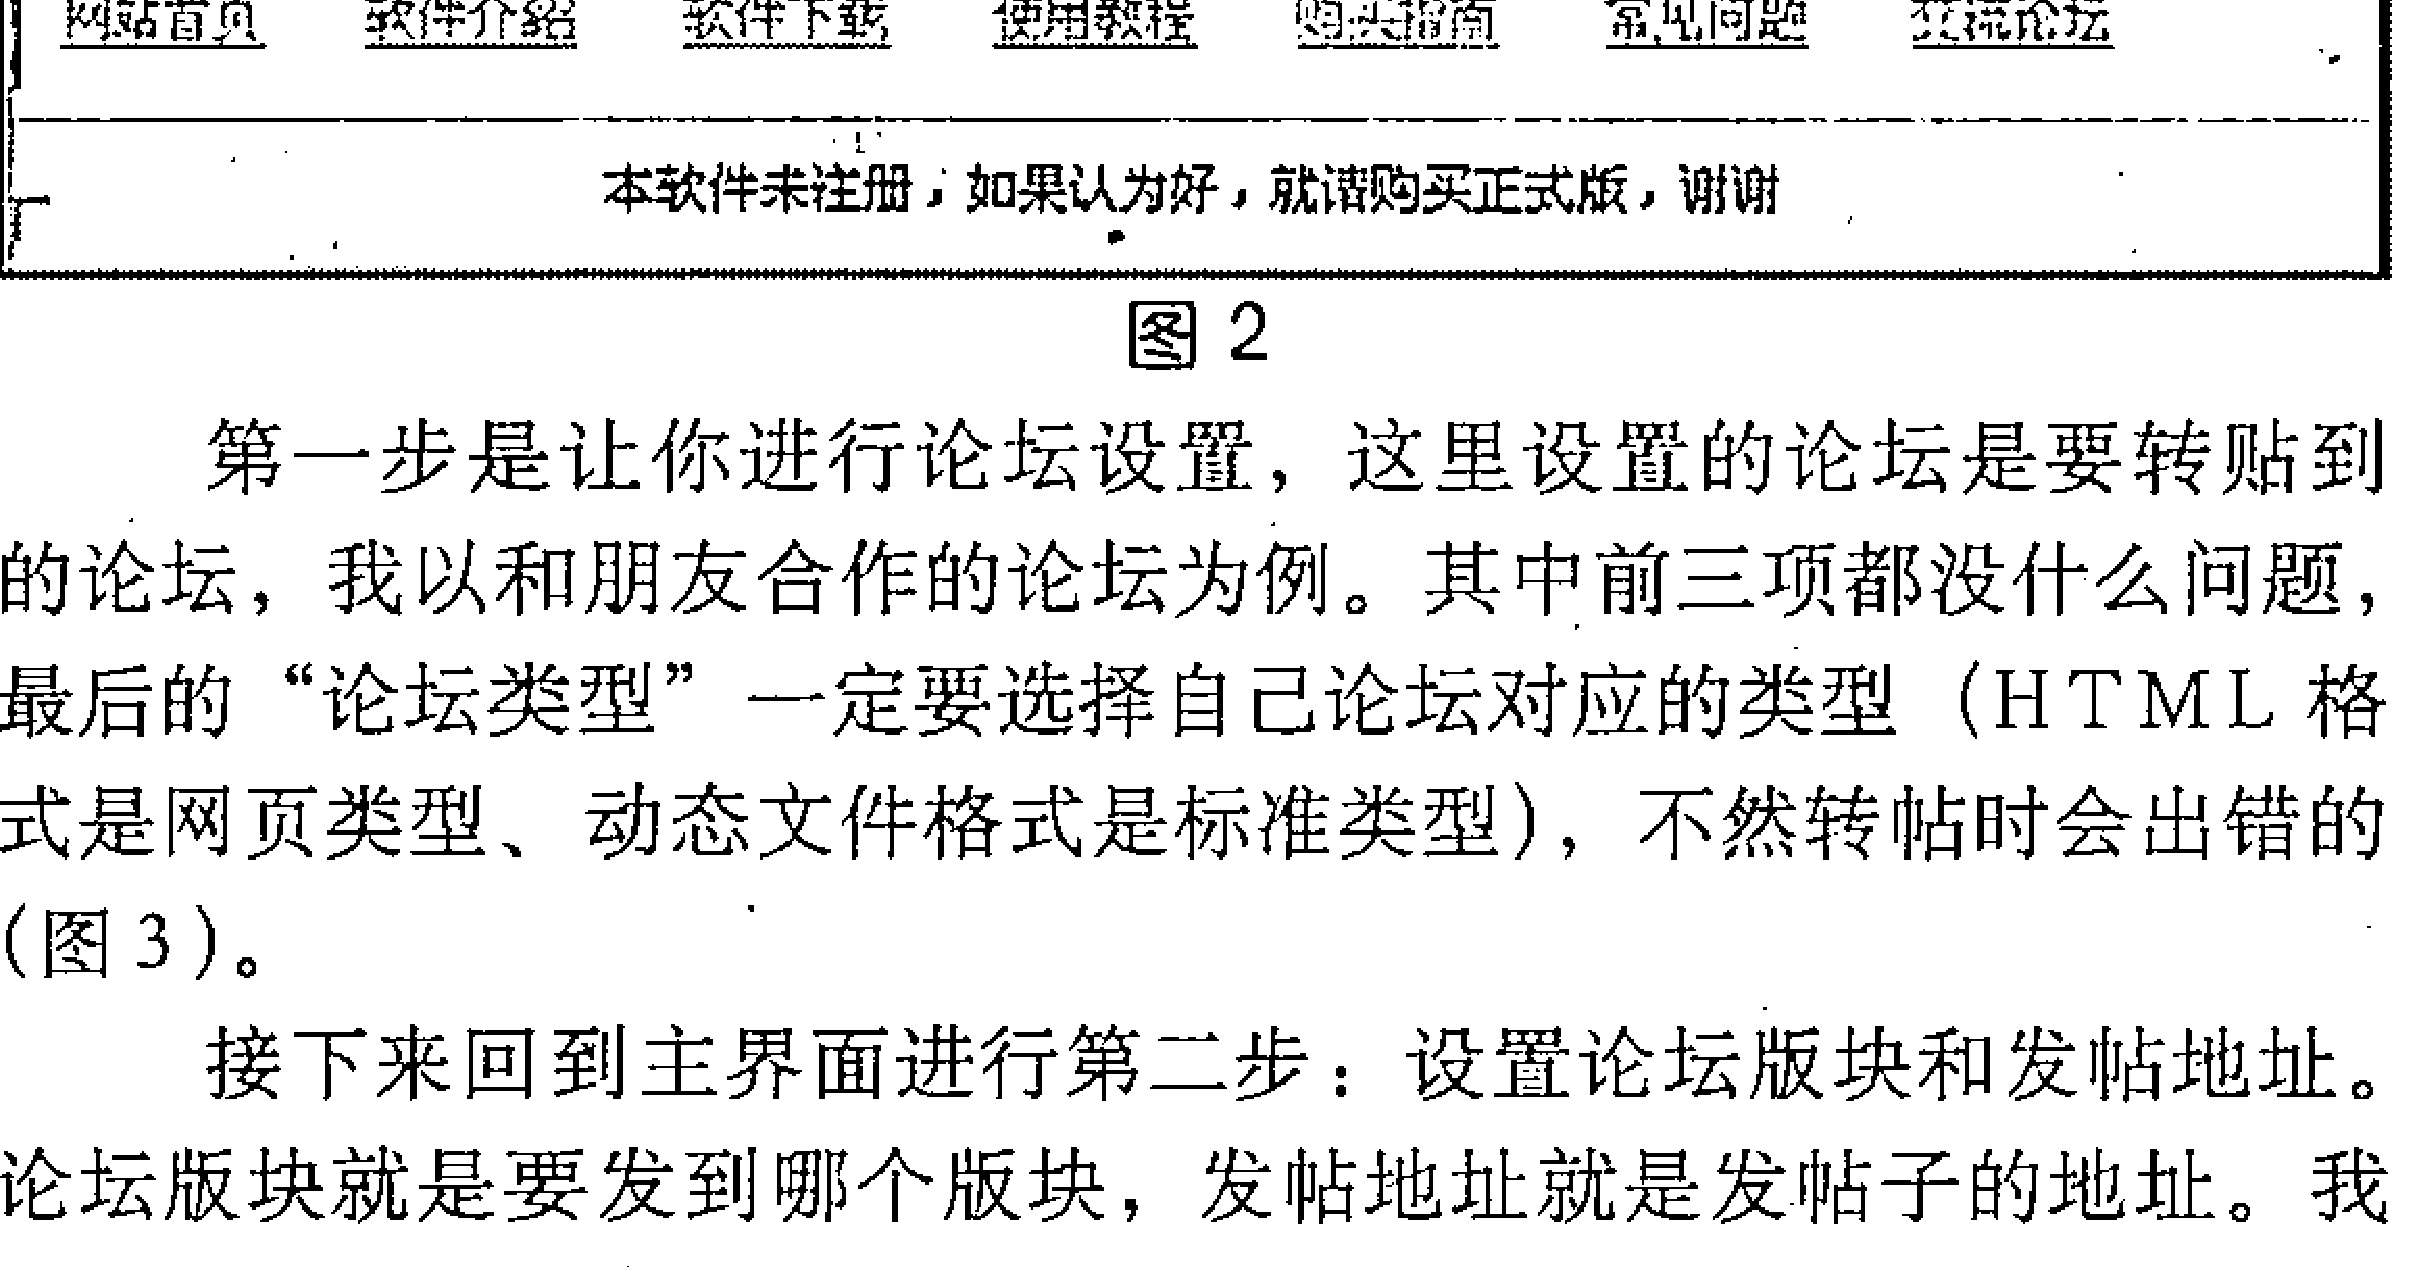 网站首页 软件介绍 软件下载 使用教程 购买指南 常见问题 交流论坛
本软件未注册，如果认为好，就请购买正式版，谢谢
图 2
第一步是让你进行论坛设置，这里设置的论坛是要转贴到
的论坛，我以和朋友合作的论坛为例。其中前三项都没什么问题，
最后的“论坛类型”一定要选择自己论坛对应的类型（HTML 格
式是网页类型、动态文件格式是标准类型），不然转帖时会出错的
（图 3）。
接下来回到主界面进行第二步：设置论坛版块和发帖地址。
论坛版块就是要发到哪个版块，发帖地址就是发帖子的地址。我